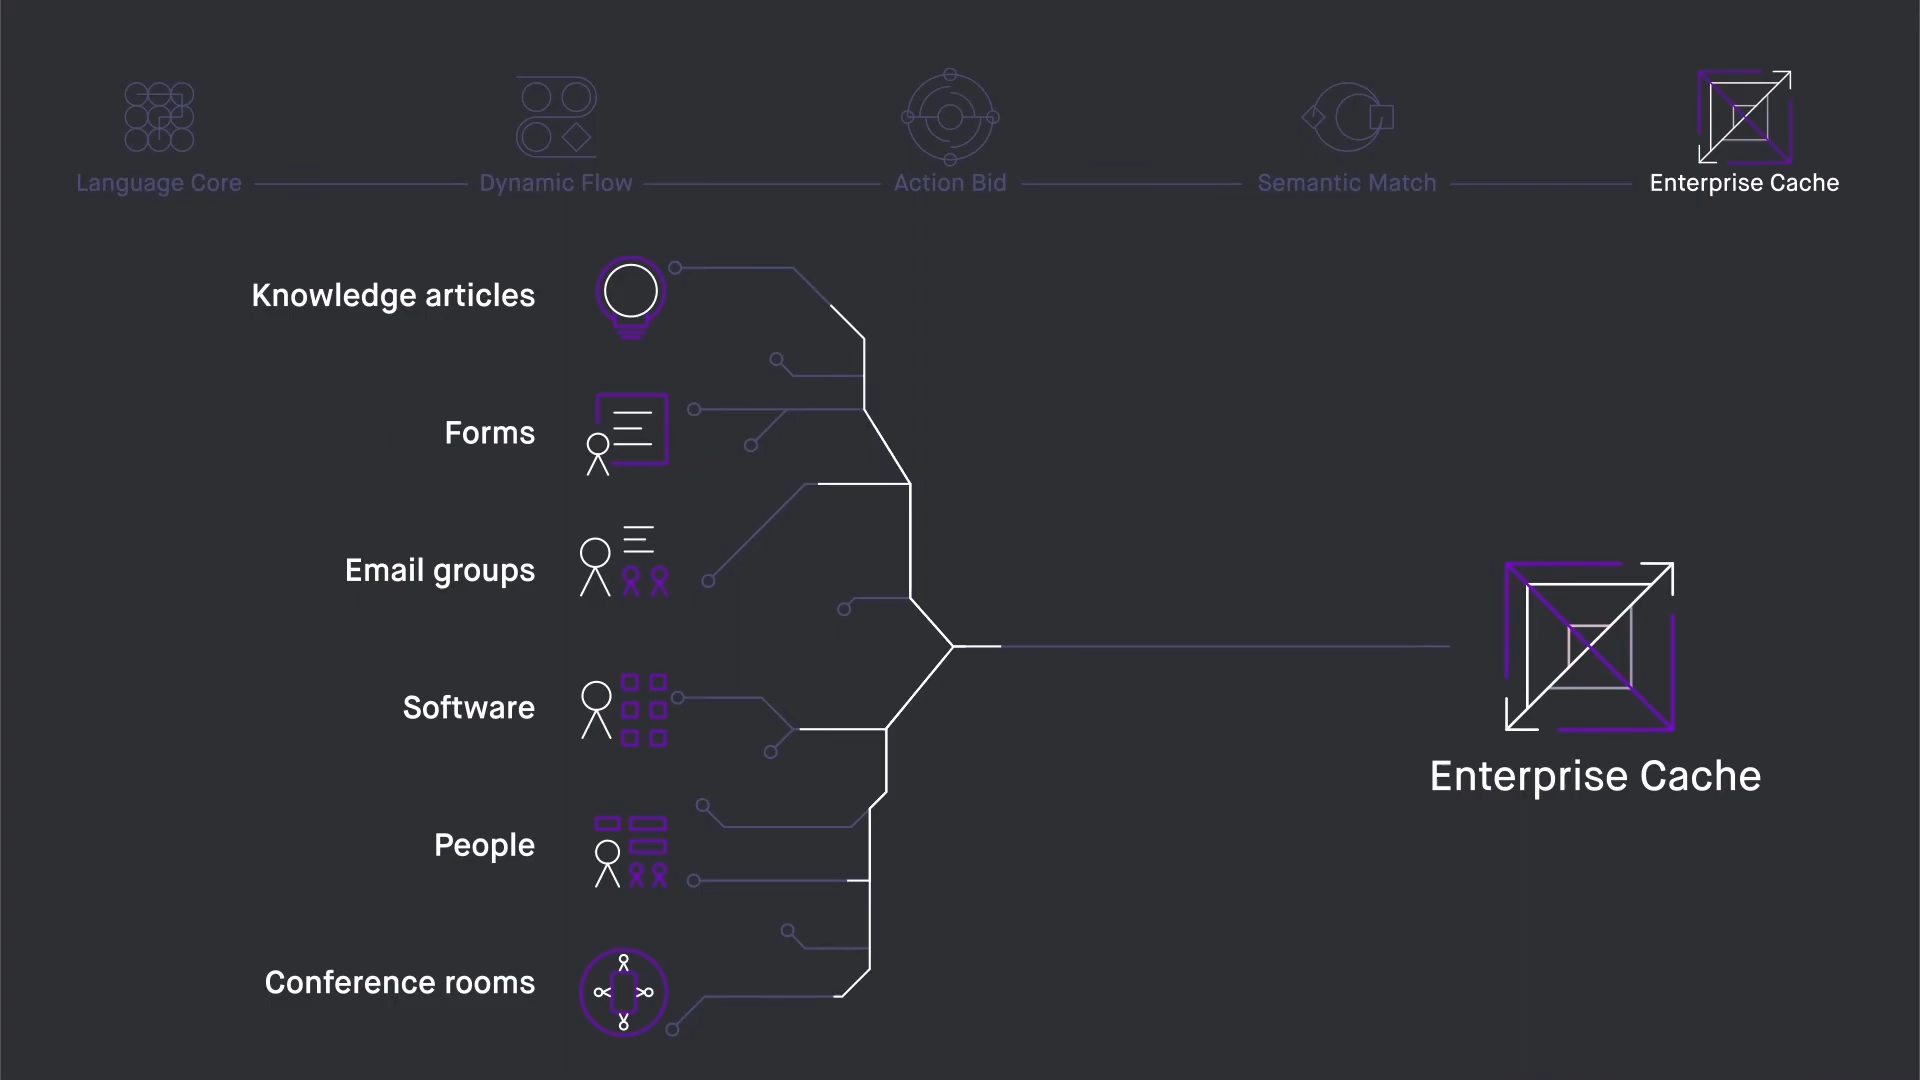 Language Core
Dynamic Flow
Action Bid
Semantic Match
Enterprise Cache
Knowledge articles
Forms
Email groups
Software
People
Conference rooms
Enterprise Cache